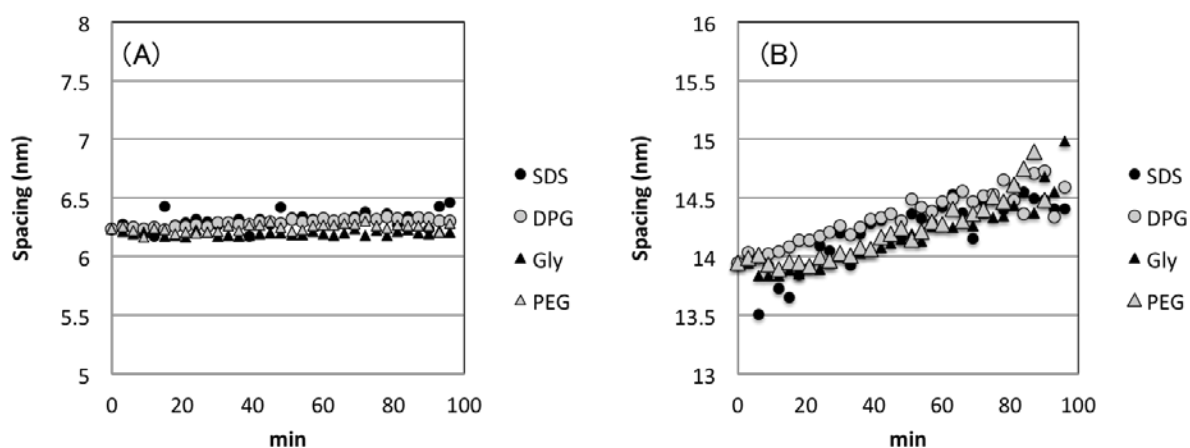 8
7.5
7
6.5
6
5.5
5
(A)
Spacing (nm)
0 20 40 60 80 100
min
SDS
DPG
Gly
PEG
16
15.5
15
14.5
14
13.5
13
(B)
Spacing (nm)
0 20 40 60 80 100
min
SDS
DPG
Gly
PEG